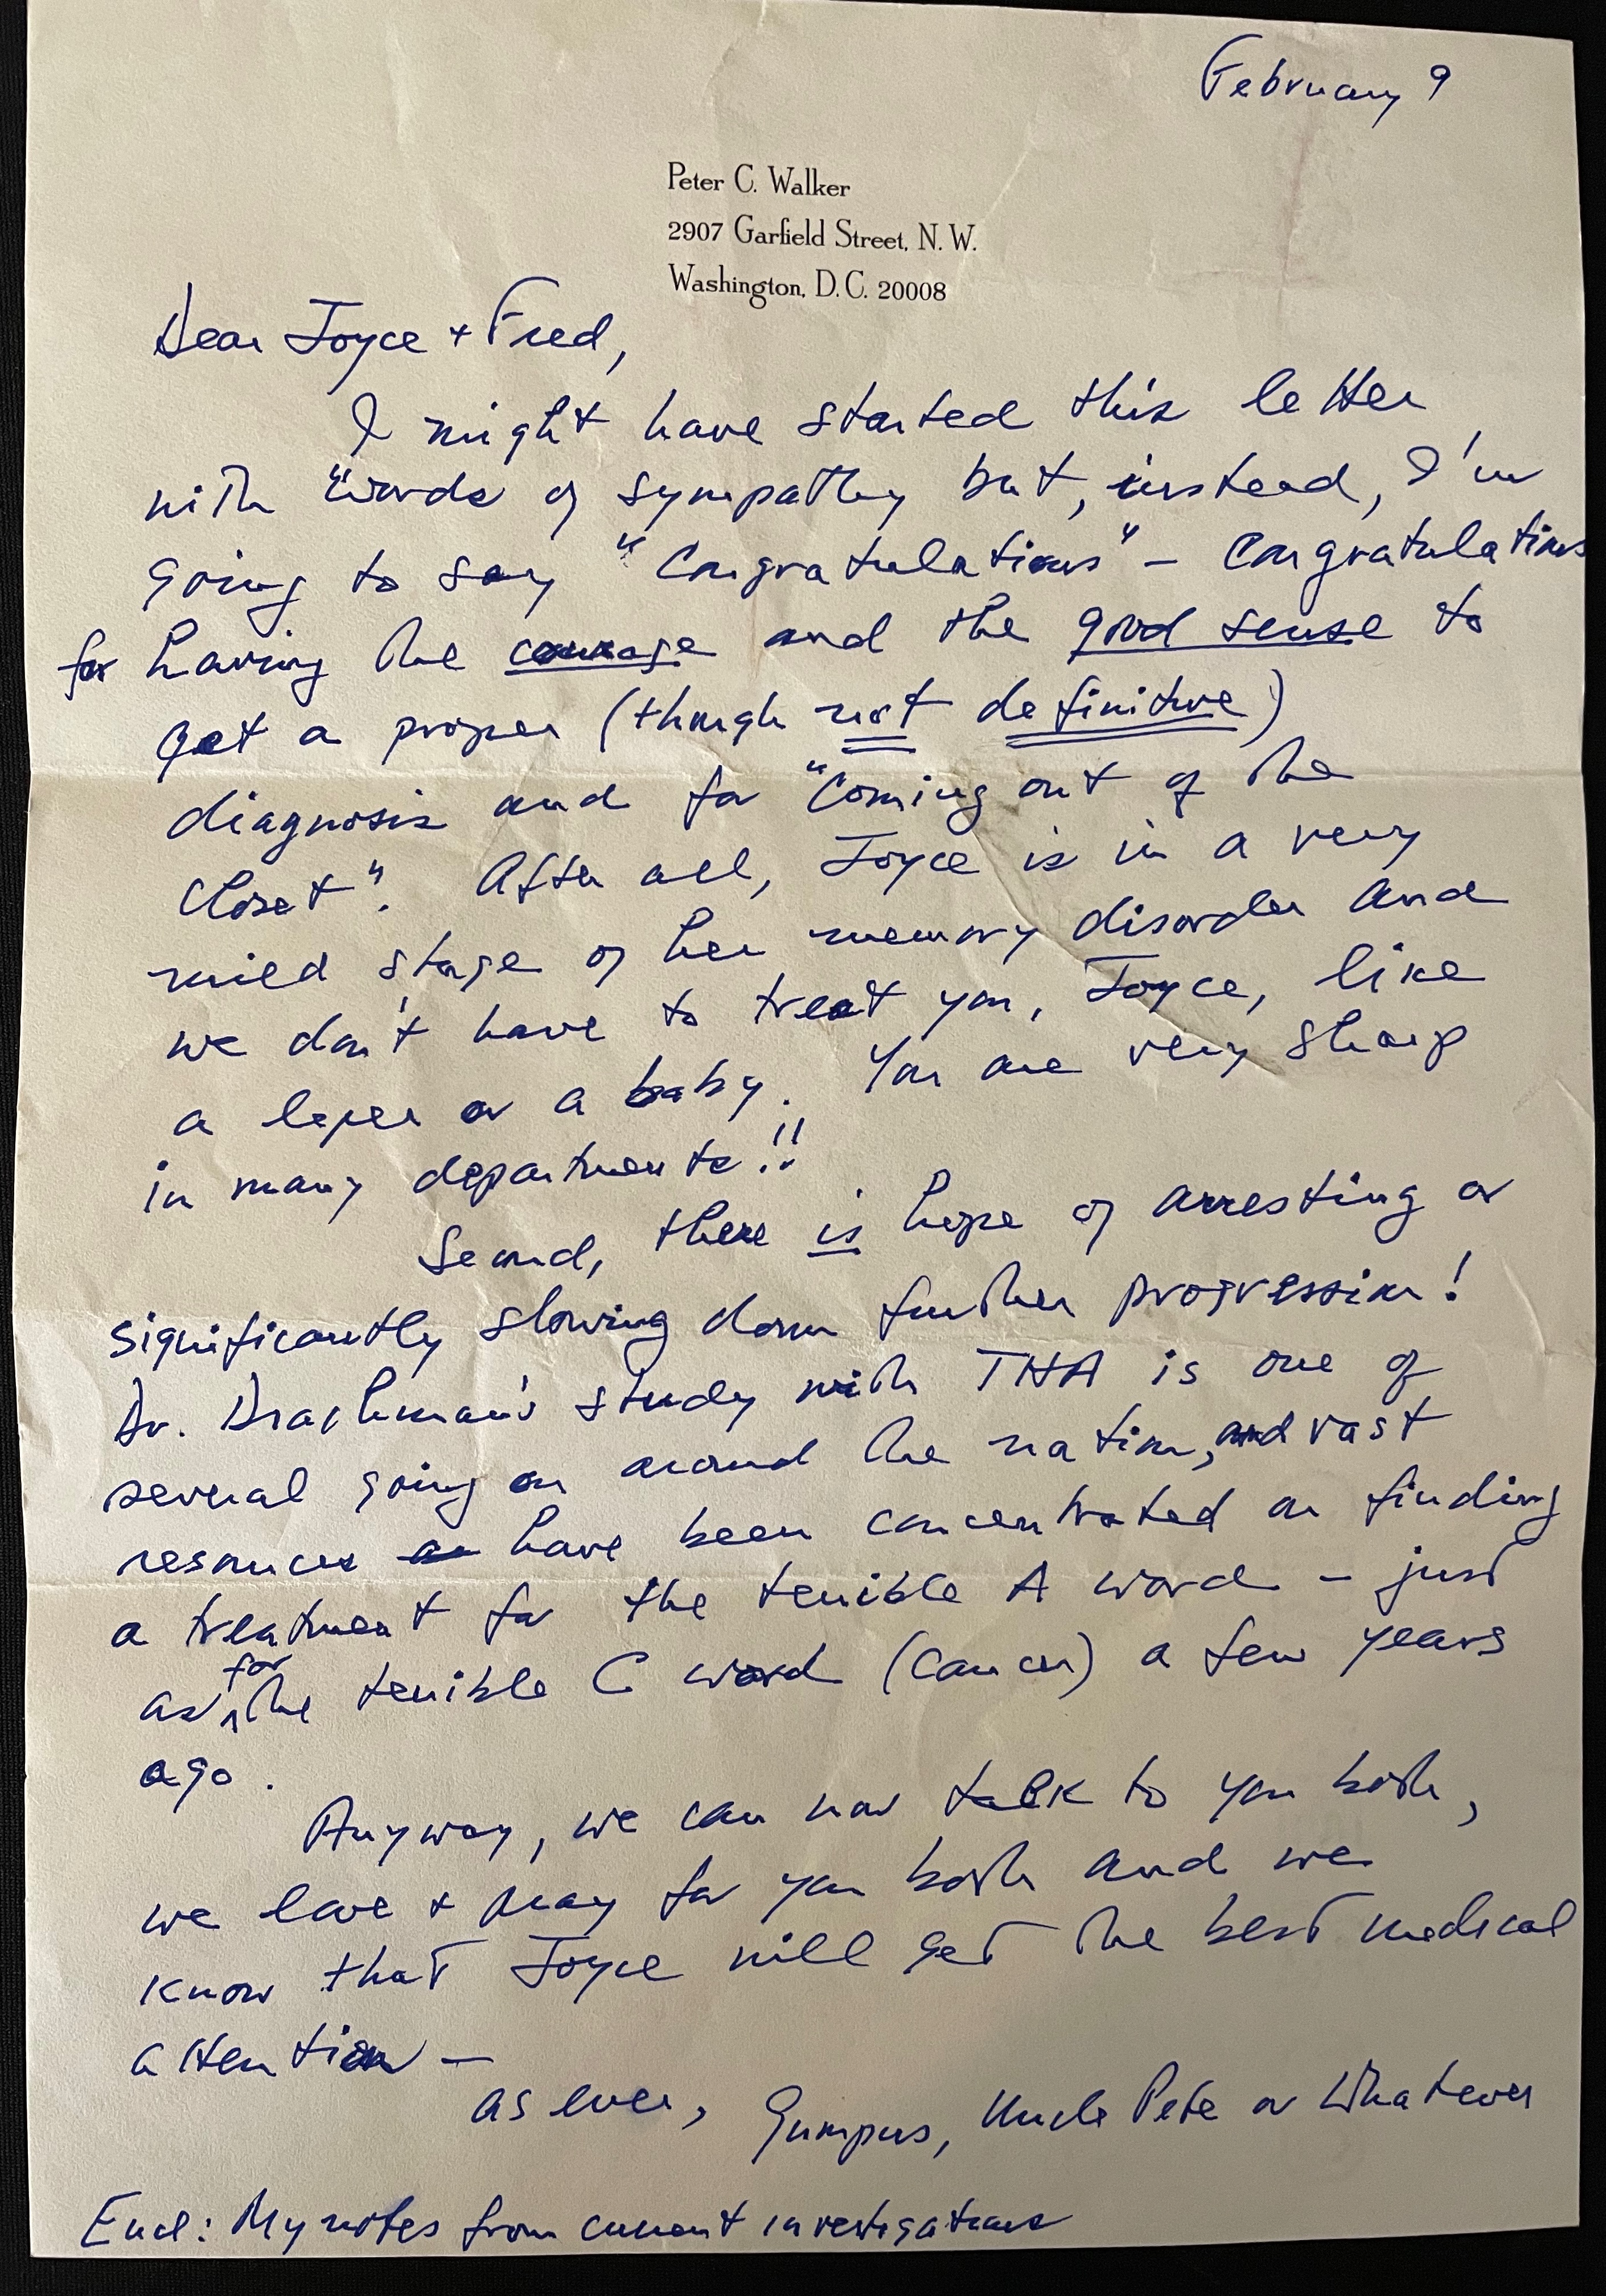 February 9
Peter C. Walker
2907 Garfield Street, N.W.
Washington, D.C. 20008
Dear Joyce + Fred,
I might have started this letter
with "words of sympathy but, instead, I'm
going to say "Congratulations" – Congratulations
for having the courage and the good sense to
get a proper (though not definitive)
diagnosis and for "Coming out of the
Closet". After all, Joyce is in a very
mild stage of her memory disorder and
we don't have to treat you, Joyce, like
a leper or a baby. You are very sharp
in many departments!!
Second, there is hope of arresting or
significantly slowing down further progression!
Dr. Drachman's study with THA is one of
several going on around the nation, and vast
resources have been concentrated on finding
a treatment for the terrible A word – just
as for the terrible C word (Cancer) a few years
ago.
Anyway, we can now talk to you both,
we love + pray for you both and we
know that Joyce will get the best medical
attention –
as ever, Gumpus, Uncle Pete or Whatever
Encl: My notes from current investigations